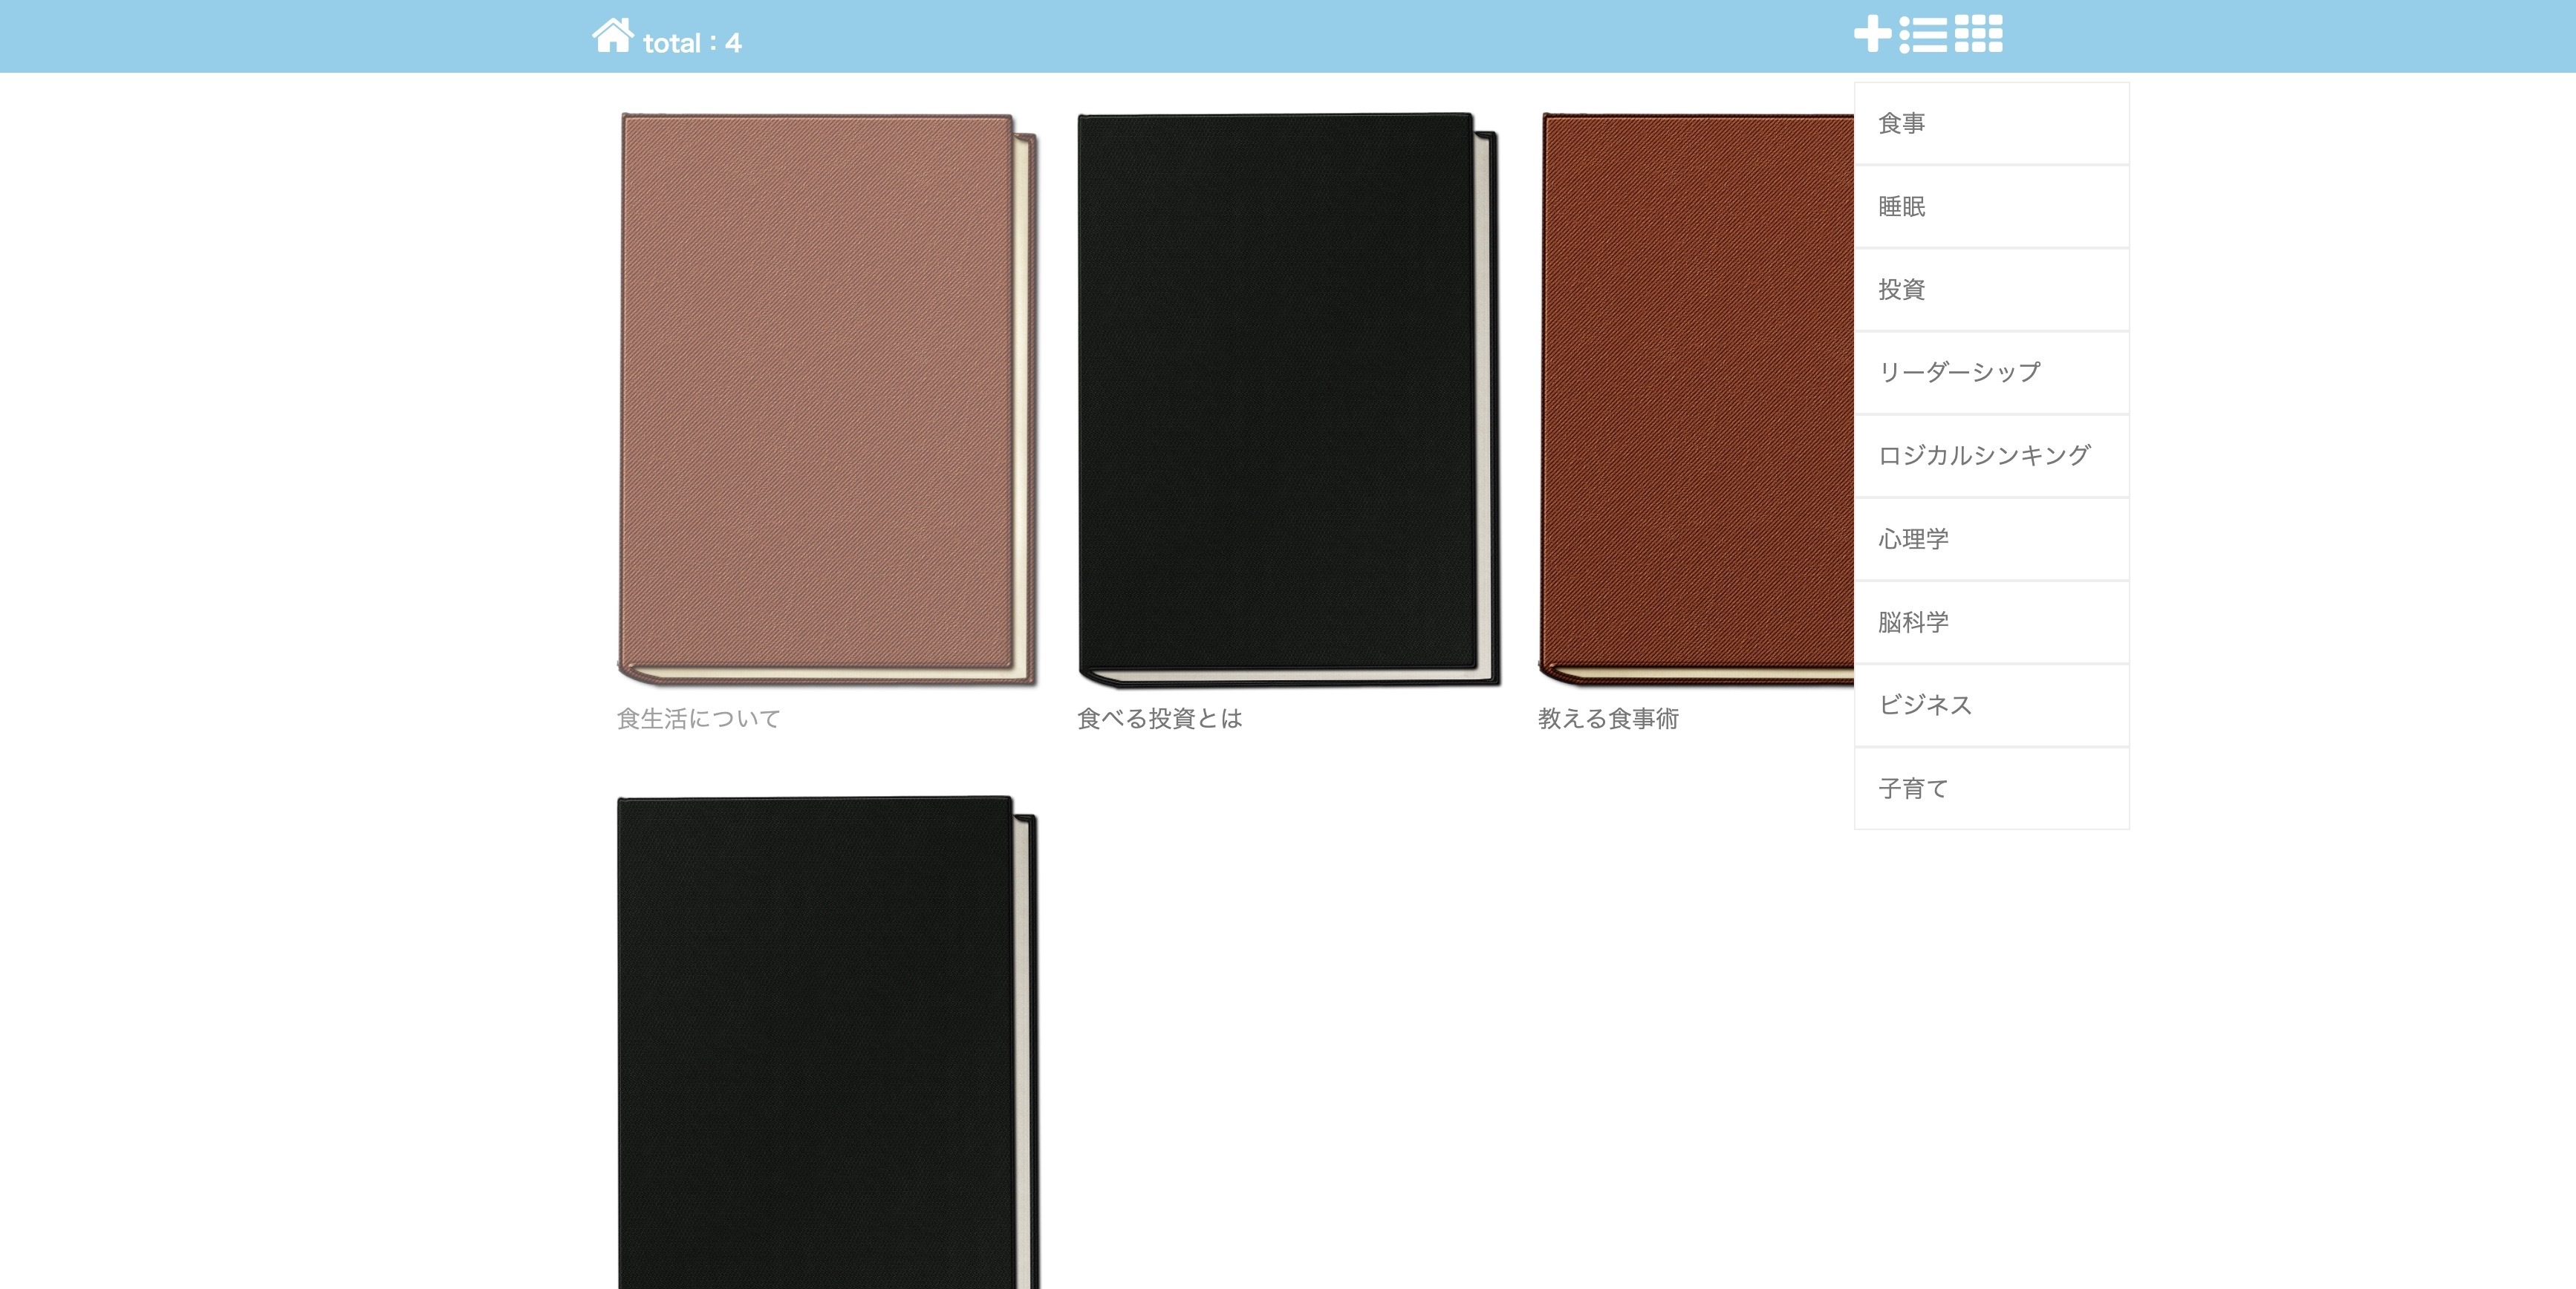 total：4
食事
睡眠
投資
リーダーシップ
ロジカルシンキング
心理学
脳科学
ビジネス
子育て
食生活について
食べる投資とは
教える食事術